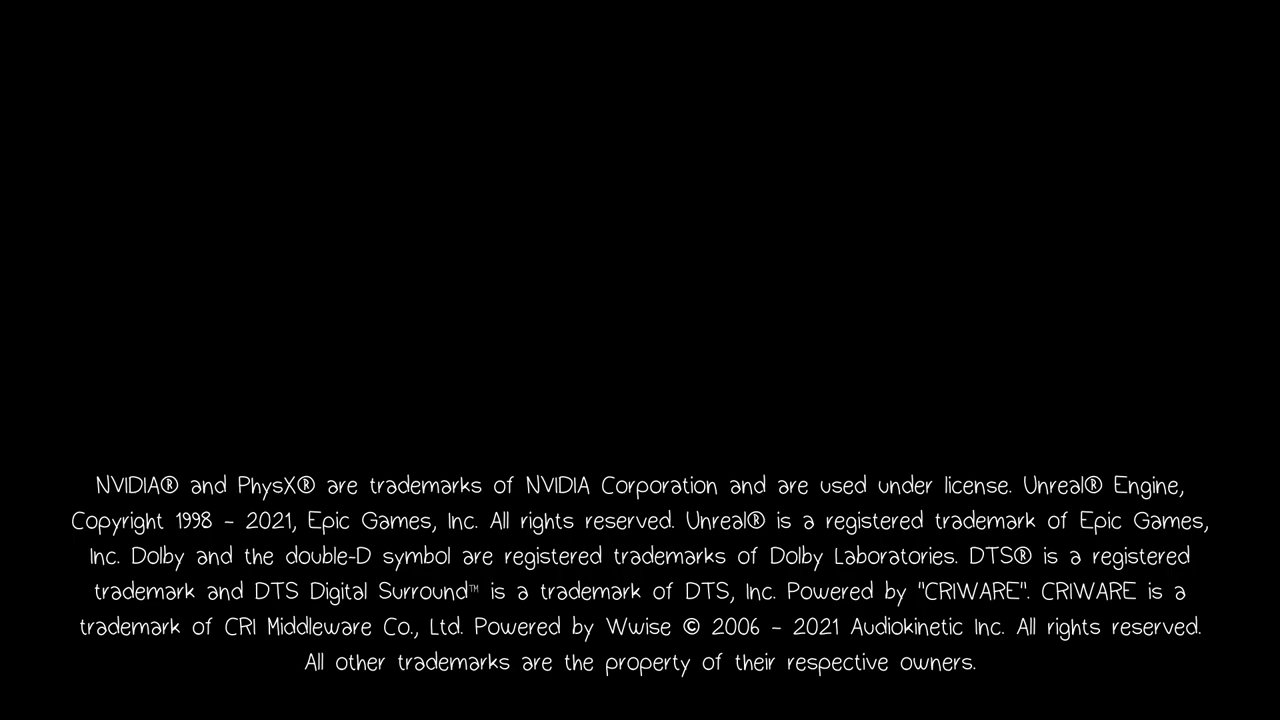 NVIDIA® and PhysX® are trademarks of NVIDIA Corporation and are used under license. Unreal® Engine,
Copyright 1998 - 2021, Epic Games, Inc. All rights reserved. Unreal® is a registered trademark of Epic Games,
Inc. Dolby and the double-D symbol are registered trademarks of Dolby Laboratories. DTS® is a registered
trademark and DTS Digital Surround™ is a trademark of DTS, Inc. Powered by "CRIWARE". CRIWARE is a
trademark of CRI Middleware Co., Ltd. Powered by Wwise © 2006 - 2021 Audiokinetic Inc. All rights reserved.
All other trademarks are the property of their respective owners.